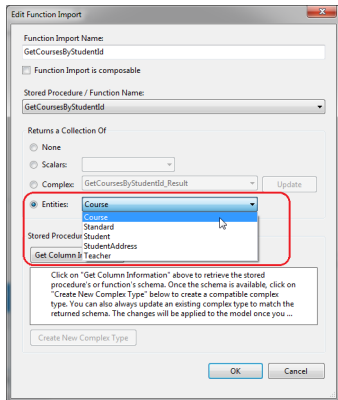 Edit Function Import
Function Import Name:
GetCoursesByStudentId
Function Import is composable
Stored Procedure / Function Name:
GetCoursesByStudentId
Returns a Collection Of
None
Scalars:
Complex: GetCoursesByStudentId_Result Update
Entities: Course
Course
Standard
Student
StudentAddress
Teacher
Stored Procedu
Get Column I
Click on "Get Column Information" above to retrieve the stored
procedure's or function's schema. Once the schema is available, click on
"Create New Complex Type" below to create a compatible complex
type. You can also always update an existing complex type to match the
returned schema. The changes will be applied to the model once you ...
Create New Complex Type
OK Cancel